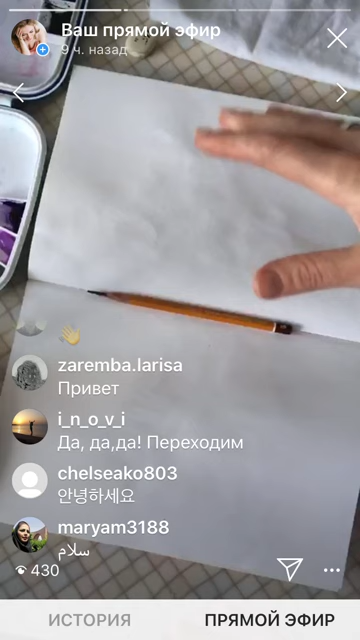 Ваш прямой эфир
9 ч. назад
👋
zaremba.larisa
Привет
i_n_o_v_i
Да, да,да! Переходим
chelseako803
안녕하세요
maryam3188
سلام
430
ИСТОРИЯ
ПРЯМОЙ ЭФИР